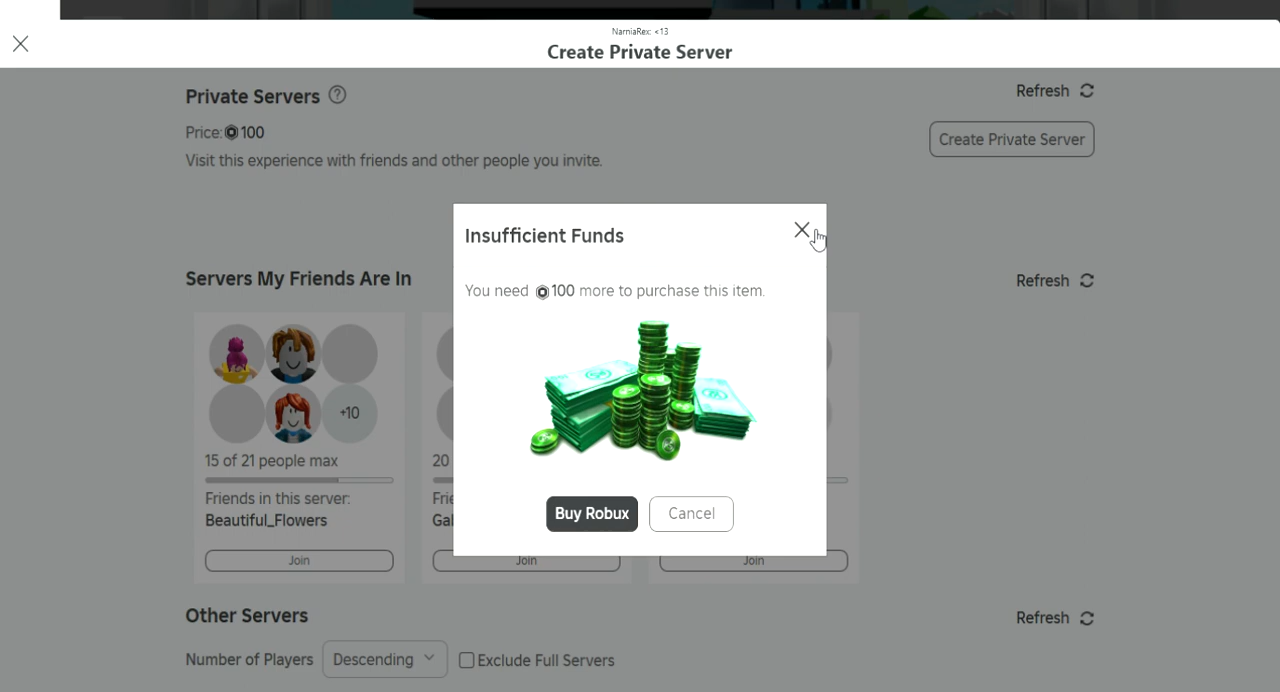 NarniaRex: <13
Create Private Server
Private Servers ?
Refresh
Price: 100
Create Private Server
Visit this experience with friends and other people you invite.
Insufficient Funds
You need 100 more to purchase this item.
Buy Robux
Cancel
Servers My Friends Are In
Refresh
+10
15 of 21 people max
20
Friends in this server:
Beautiful_Flowers
Join
Join
Join
Other Servers
Refresh
Number of Players
Descending
Exclude Full Servers